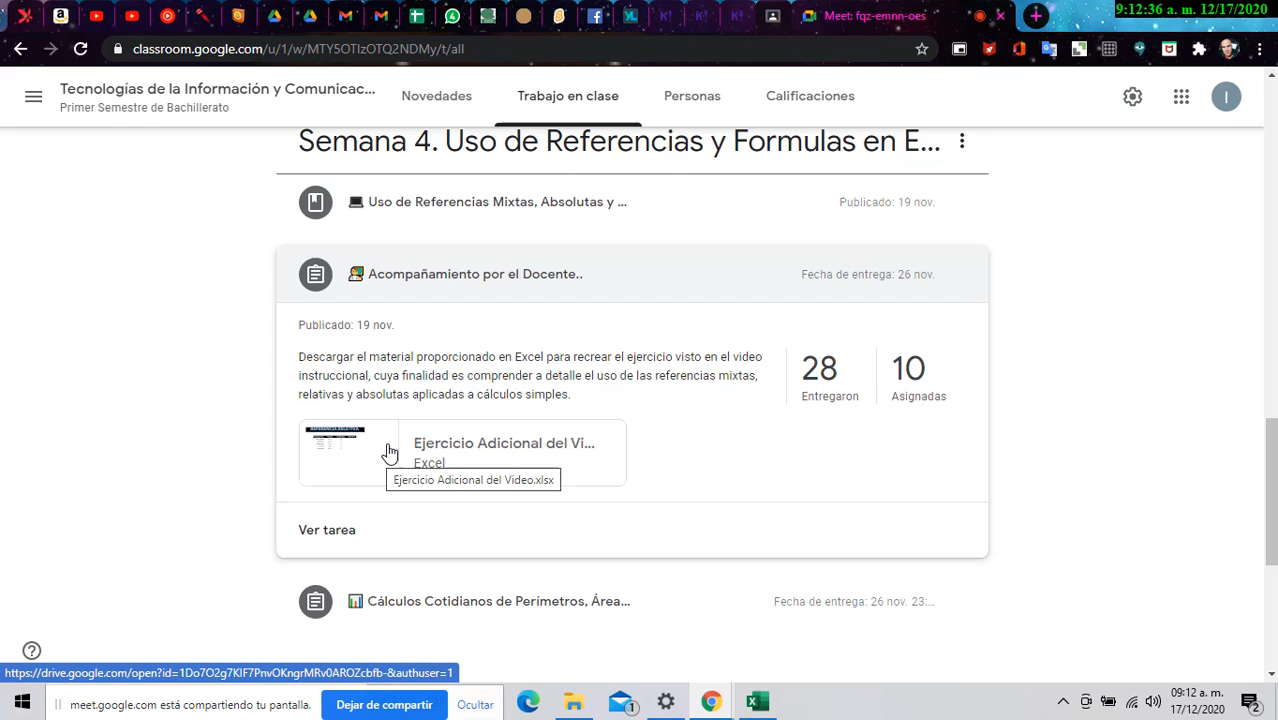 9:12:36 a. m. 12/17/2020
Meet: fqz-emnn-oes
classroom.google.com/u/1/w/MTY5OTIzOTQ2NDMy/t/all
Tecnologías de la Información y Comunicac...
Primer Semestre de Bachillerato
Novedades
Trabajo en clase
Personas
Calificaciones
I
Semana 4. Uso de Referencias y Formulas en E...
Uso de Referencias Mixtas, Absolutas y ...
Publicado: 19 nov.
Acompañamiento por el Docente..
Fecha de entrega: 26 nov.
Publicado: 19 nov.
Descargar el material proporcionado en Excel para recrear el ejercicio visto en el video
instruccional, cuya finalidad es comprender a detalle el uso de las referencias mixtas,
relativas y absolutas aplicadas a cálculos simples.
28
Entregaron
10
Asignadas
REFERENCIA RELATIVA
Ejercicio Adicional del Vi...
Excel
Ejercicio Adicional del Video.xlsx
Ver tarea
Cálculos Cotidianos de Perímetros, Área...
Fecha de entrega: 26 nov. 23:...
https://drive.google.com/open?id=1Do7O2g7KIF7PnvOKngrMRv0AROZcbfb-&authuser=1
meet.google.com está compartiendo tu pantalla.
Dejar de compartir
Ocultar
1
09:12 a. m.
17/12/2020
2